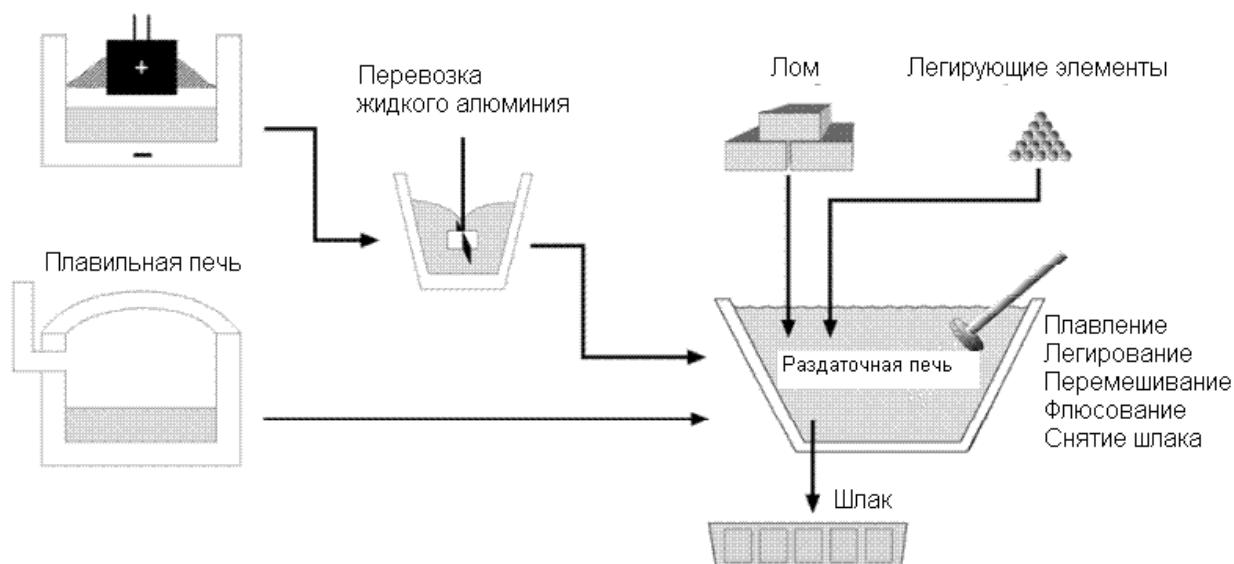 +
Перевозка
жидкого алюминия
Лом
Легирующие элементы
−
Плавильная печь
Раздаточная печь
Плавление
Легирование
Перемешивание
Флюсование
Снятие шлака
Шлак